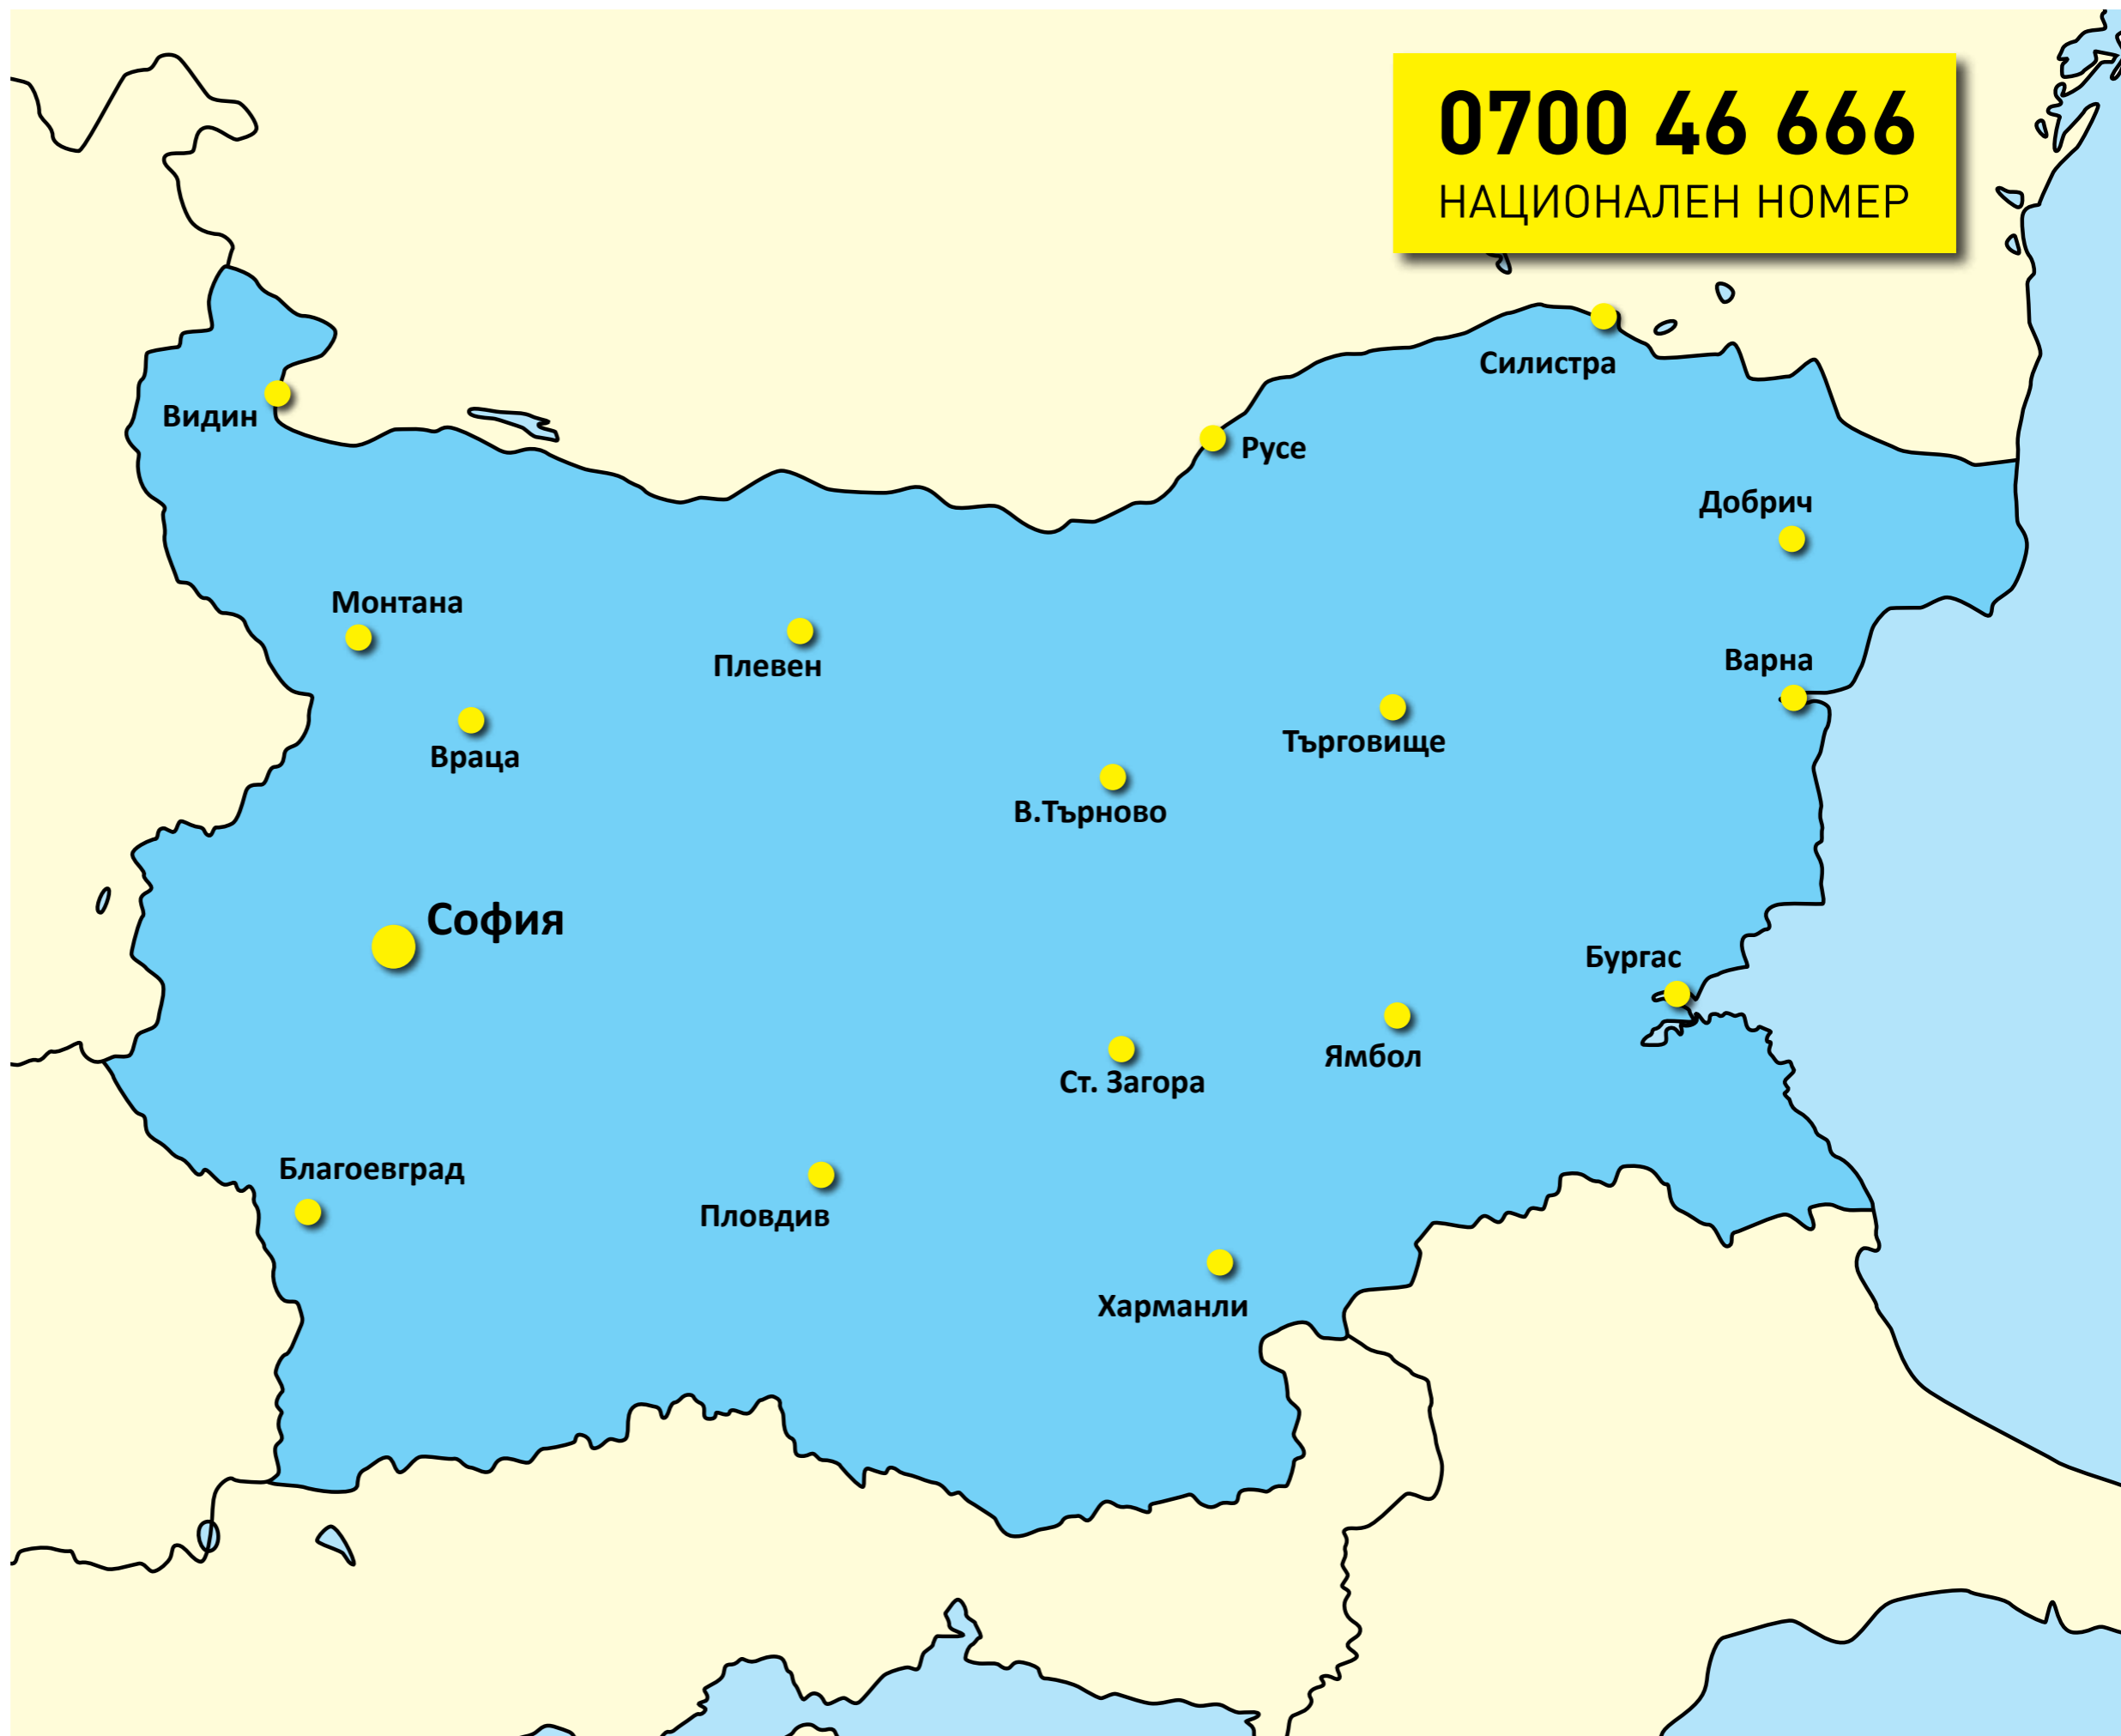 0700 46 666
НАЦИОНАЛЕН НОМЕР
Силистра
Видин
Русе
Добрич
Монтана
Плевен
Варна
Търговище
Враца
В.Търново
София
Бургас
Ямбол
Ст. Загора
Благоевград
Пловдив
Харманли